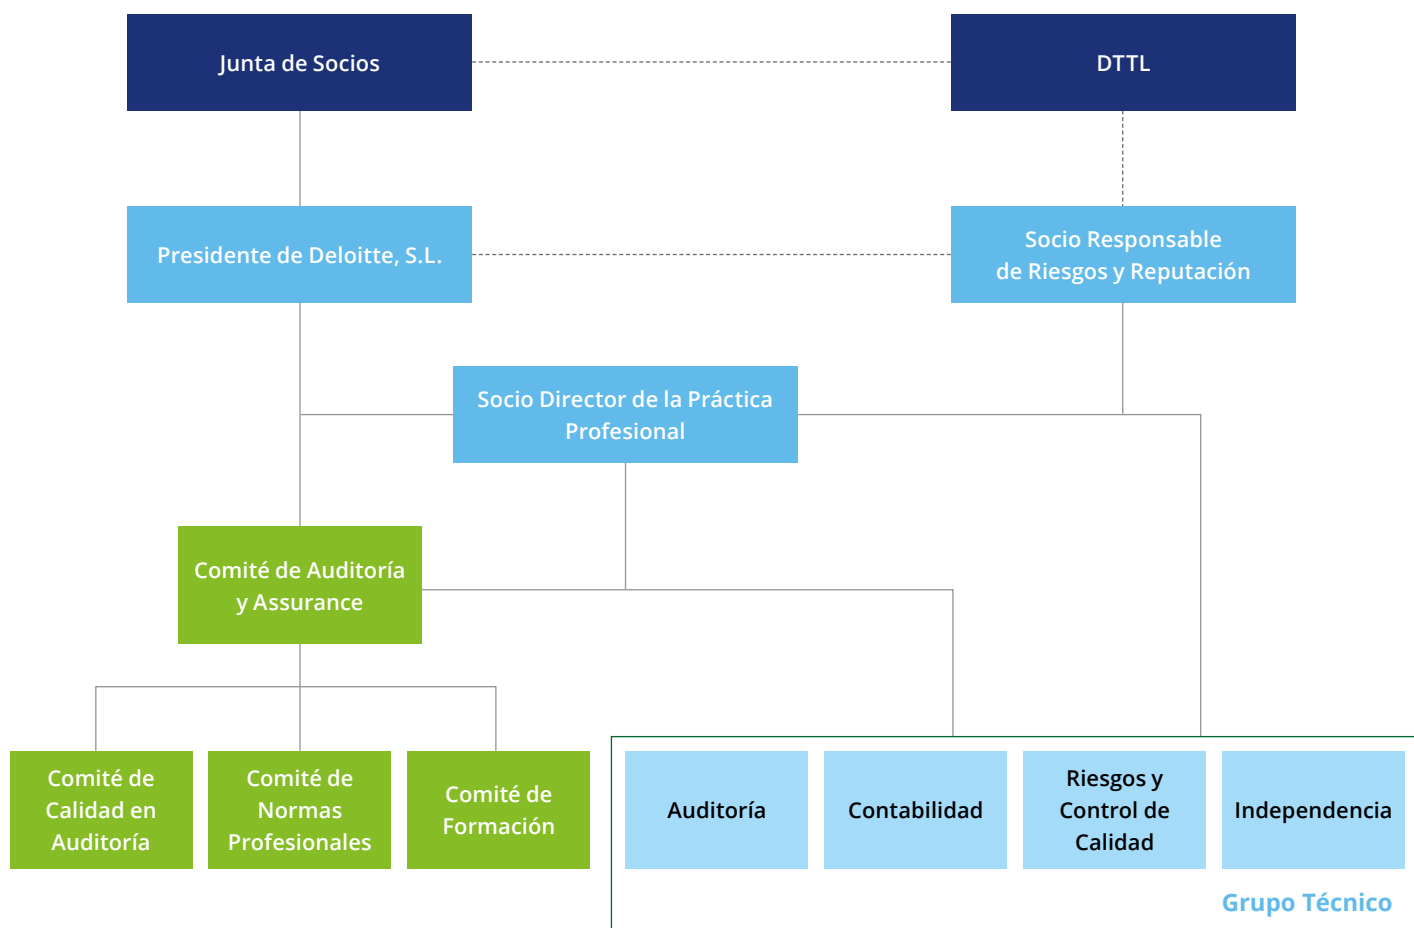 Junta de Socios
DTTL
Presidente de Deloitte, S.L.
Socio Responsable
de Riesgos y Reputación
Socio Director de la Práctica
Profesional
Comité de Auditoría
y Assurance
Comité de
Calidad en
Auditoría
Comité de
Normas
Profesionales
Comité de
Formación
Auditoría
Contabilidad
Riesgos y
Control de
Calidad
Independencia
Grupo Técnico